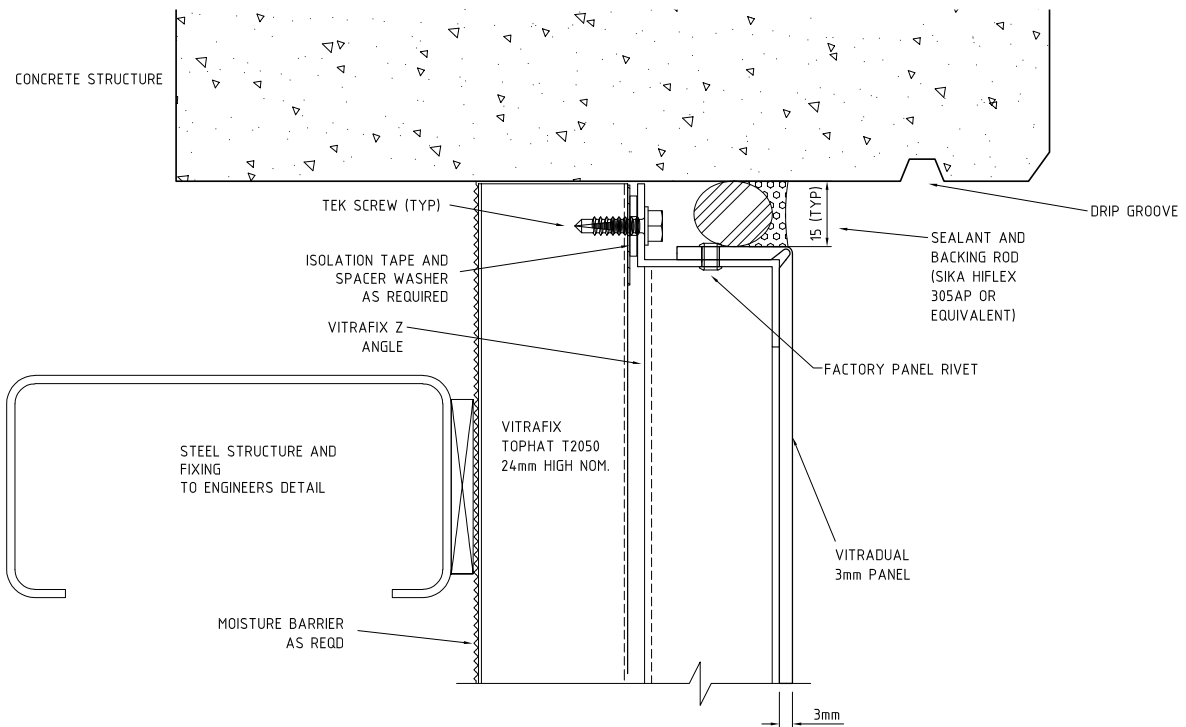 CONCRETE STRUCTURE
TEK SCREW (TYP)
15 (TYP)
DRIP GROOVE
SEALANT AND
BACKING ROD
(SIKA HIFLEX
305AP OR
EQUIVALENT)
ISOLATION TAPE AND
SPACER WASHER
AS REQUIRED
VITRAFIX Z
ANGLE
FACTORY PANEL RIVET
VITRAFIX
TOPHAT T2050
24mm HIGH NOM.
STEEL STRUCTURE AND
FIXING
TO ENGINEERS DETAIL
VITRADUAL
3mm PANEL
MOISTURE BARRIER
AS REQD
3mm